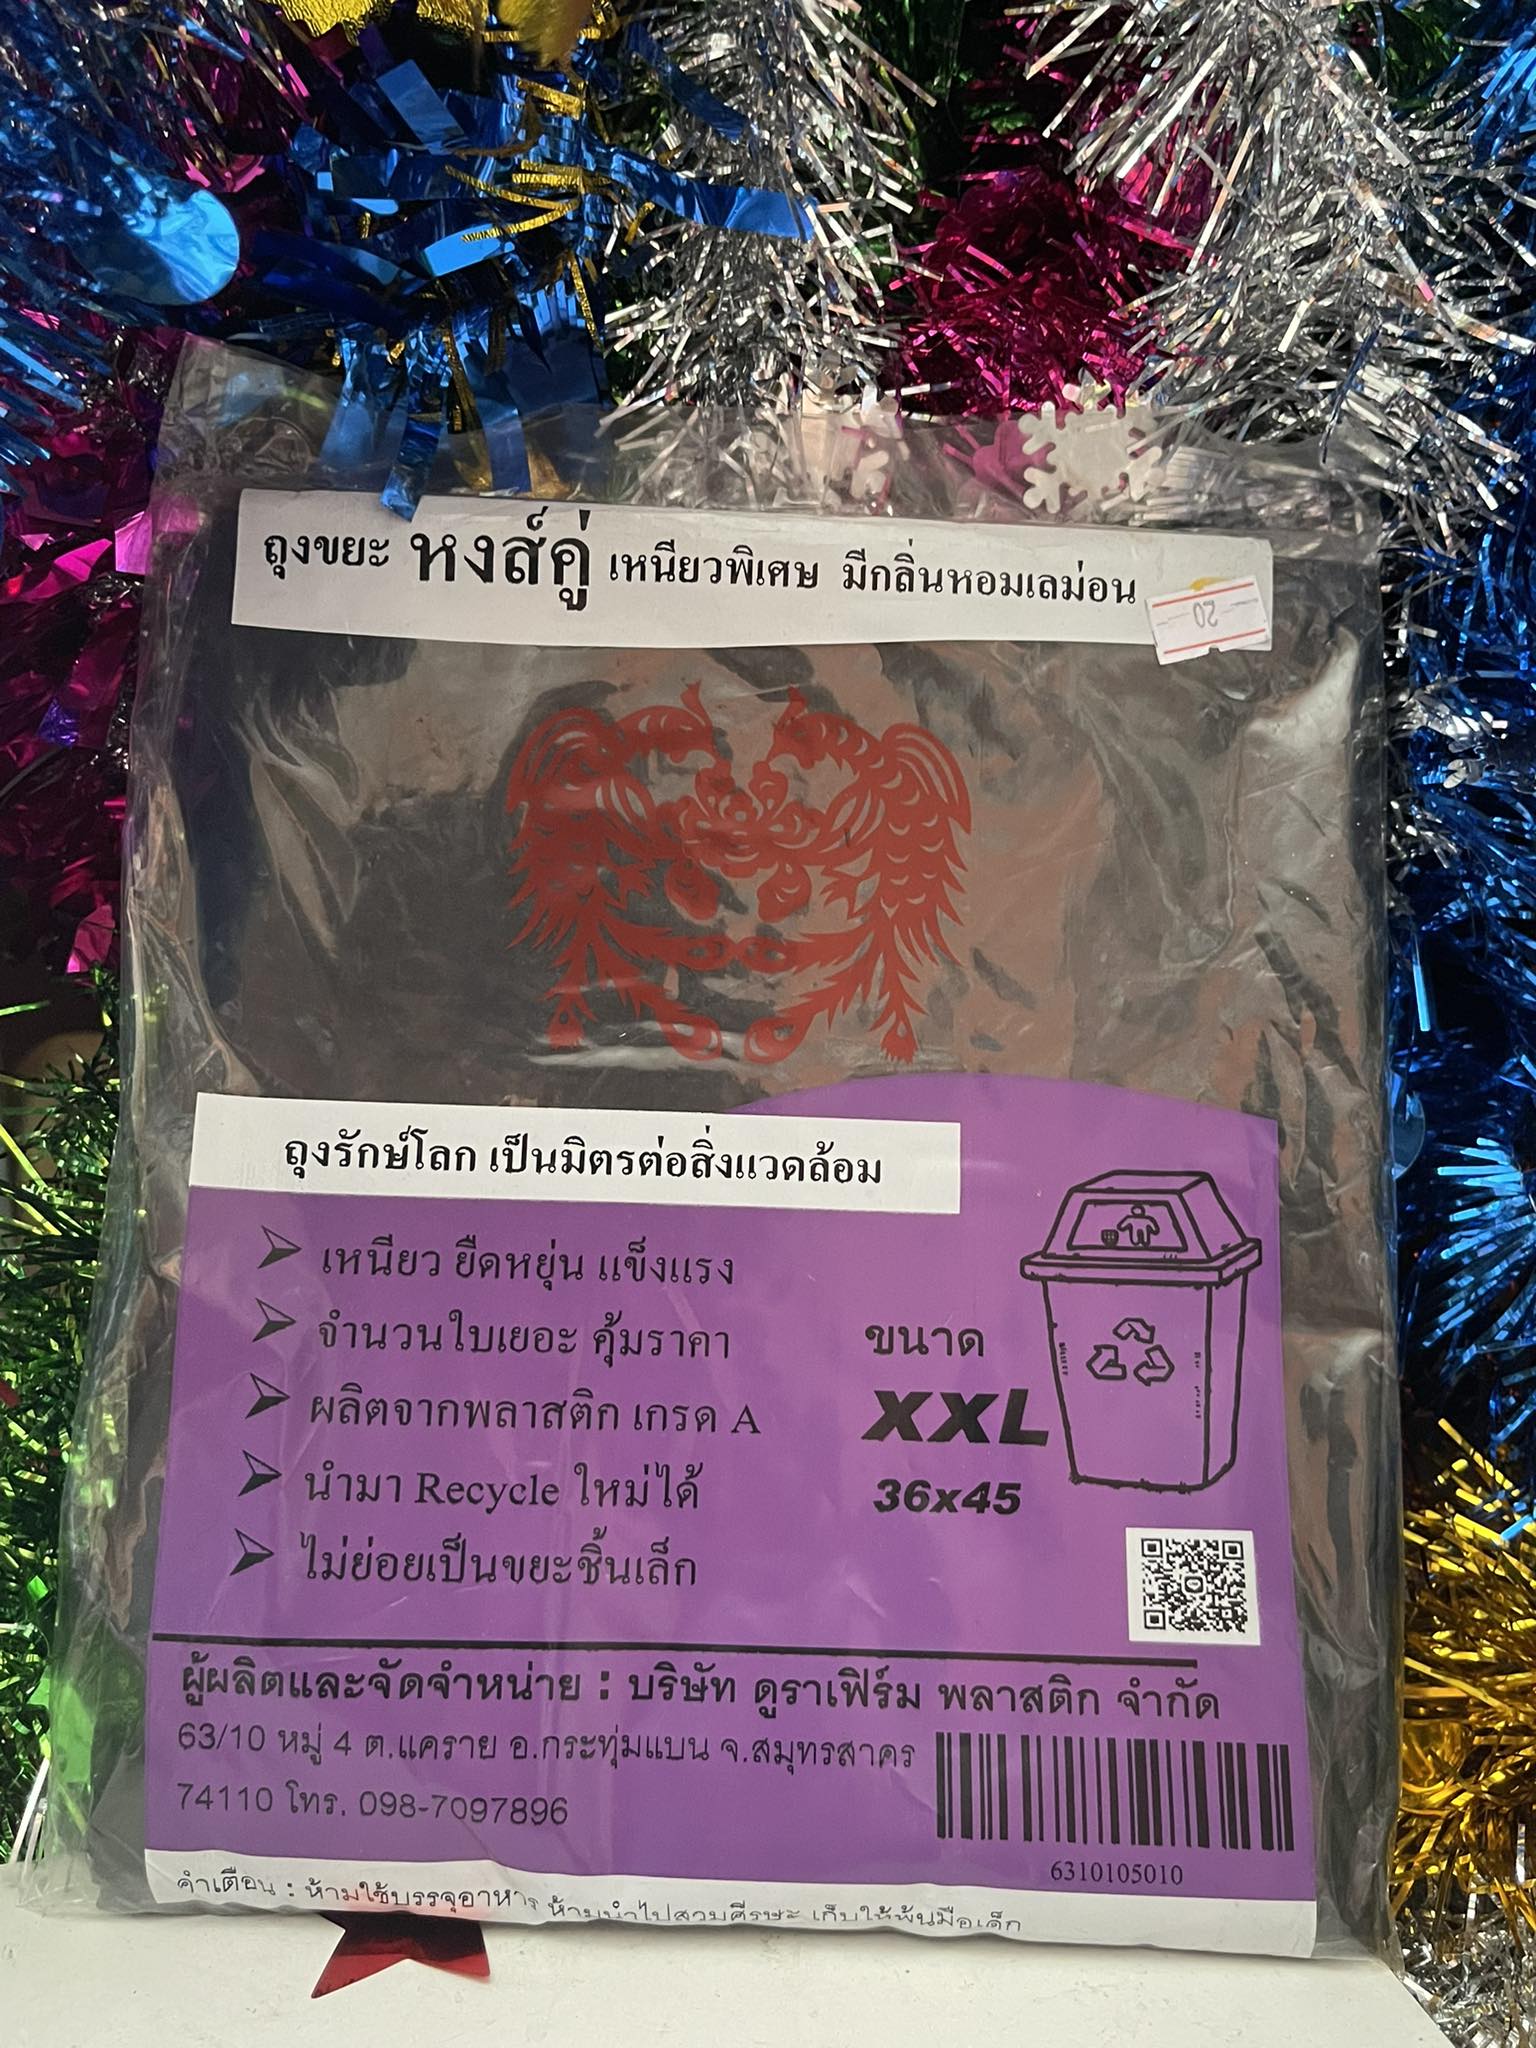 ถุงขยะ หงส์คู่ เหนียวพิเศษ มีกลิ่นหอมเลม่อน
20
ถุงรักษ์โลก เป็นมิตรต่อสิ่งแวดล้อม
เหนียว ยืดหยุ่น แข็งแรง
จำนวนใบเยอะ คุ้มราคา
ผลิตจากพลาสติก เกรด A
นำมา Recycle ใหม่ได้
ไม่ย่อยเป็นขยะชิ้นเล็ก
ขนาด
XXL
36x45
ผู้ผลิตและจัดจำหน่าย : บริษัท ดูราเฟิร์ม พลาสติก จำกัด
63/10 หมู่ 4 ต.แคราย อ.กระทุ่มแบน จ.สมุทรสาคร
74110 โทร. 098-7097896
6310105010
คำเตือน : ห้ามใช้บรรจุอาหาร ห้ามนำไปสวมศีรษะ เก็บให้พ้นมือเด็ก